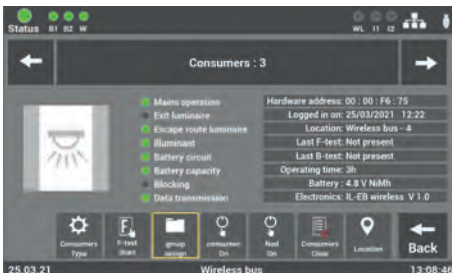 Status B1 B2 W WL I1 I2
Consumers : 3
Mains operation
Exit luminaire
Escape route luminaire
Illuminant
Battery circuit
Battery capacity
Blocking
Data transmission
Hardware address: 00 : 00 : F6 : 75
Logged in on: 25/03/2021 12:22
Location: Wireless bus - 4
Last F-test: Not present
Last B-test: Not present
Operating time: 3h
Battery : 4.8 V NiMh
Electronics: IL-EB wireless V 1.0
Consumers Type
F-test Start
group assign
consumer On
Nod On
Consumers Clear
Location
Back
25.03.21 Wireless bus 13:08:46